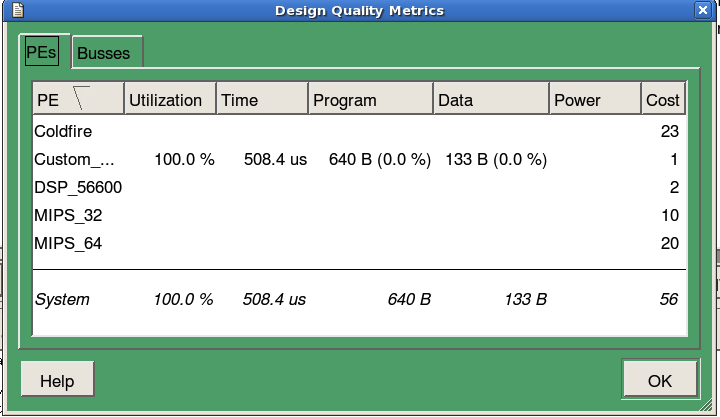 Design Quality Metrics
PEs Busses
PE Utilization Time Program Data Power Cost
Coldfire 23
Custom_... 100.0 % 508.4 us 640 B (0.0 %) 133 B (0.0 %) 1
DSP_56600 2
MIPS_32 10
MIPS_64 20
System 100.0 % 508.4 us 640 B 133 B 56
Help OK